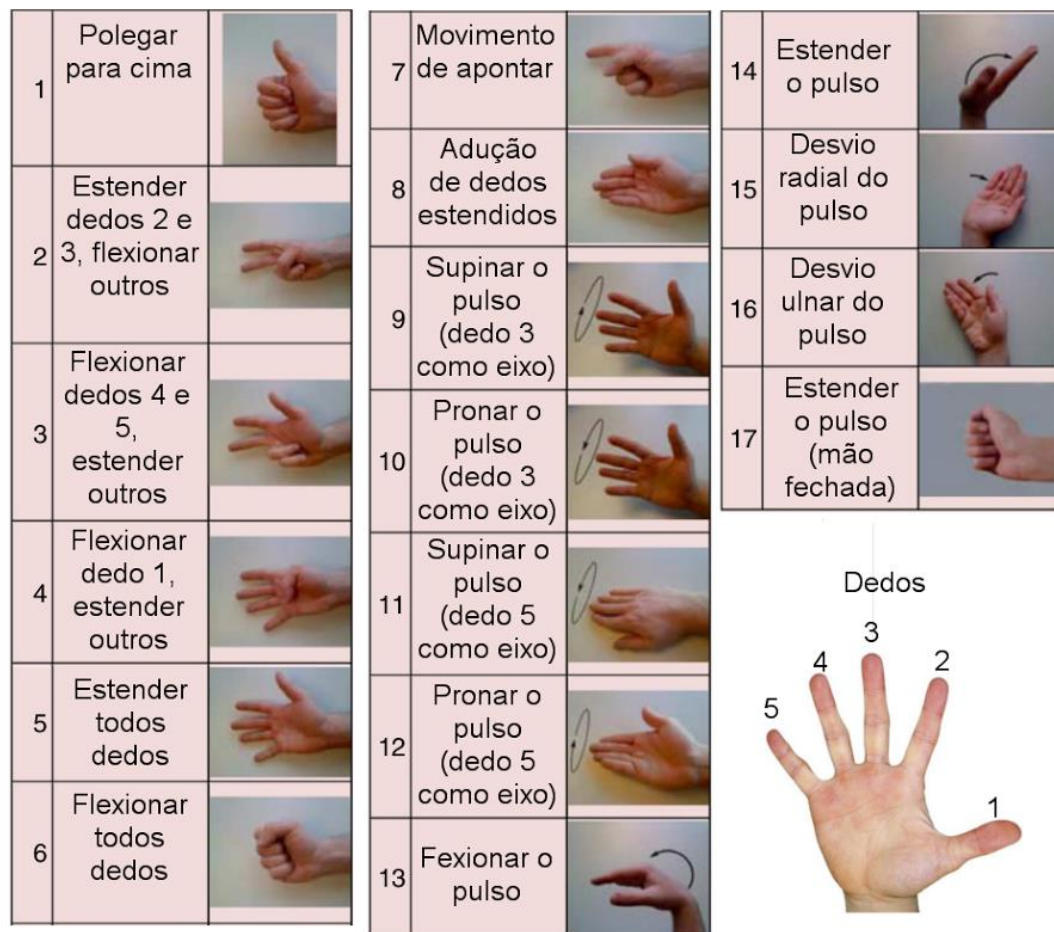 1
Polegar
para cima
2
Estender
dedos 2 e
3, flexionar
outros
3
Flexionar
dedos 4 e
5,
estender
outros
4
Flexionar
dedo 1,
estender
outros
5
Estender
todos
dedos
6
Flexionar
todos
dedos
7
Movimento
de apontar
8
Adução
de dedos
estendidos
9
Supinar o
pulso
(dedo 3
como eixo)
10
Pronar o
pulso
(dedo 3
como eixo)
11
Supinar o
pulso
(dedo 5
como eixo)
12
Pronar o
pulso
(dedo 5
como eixo)
13
Fexionar o
pulso
14
Estender
o pulso
15
Desvio
radial do
pulso
16
Desvio
ulnar do
pulso
17
Estender
o pulso
(mão
fechada)
Dedos
3
4
2
5
1